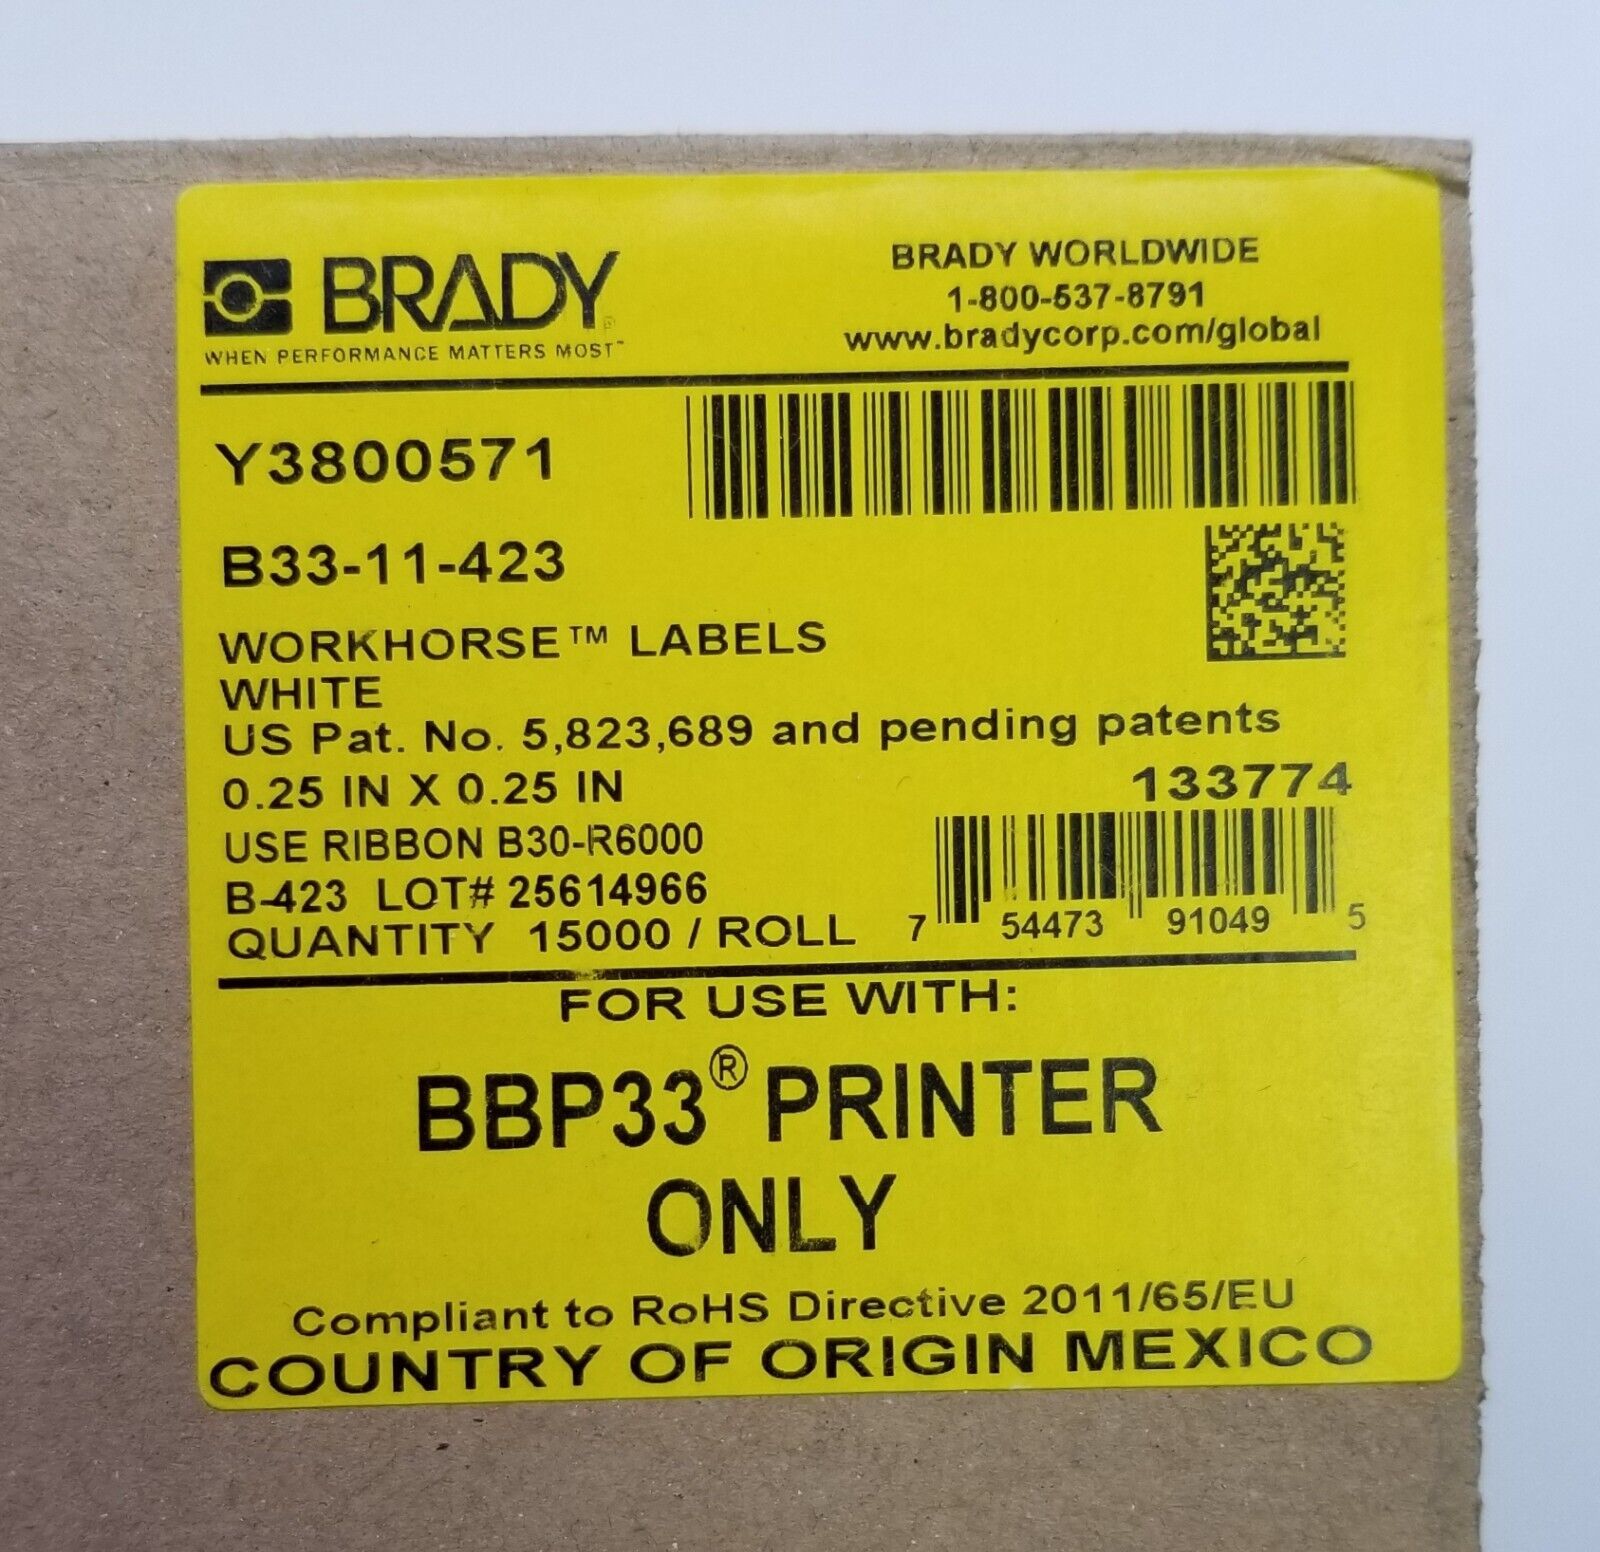 BRADY
WHEN PERFORMANCE MATTERS MOST™
BRADY WORLDWIDE
1-800-537-8791
www.bradycorp.com/global
Y3800571
B33-11-423
WORKHORSE™ LABELS
WHITE
US Pat. No. 5,823,689 and pending patents
0.25 IN X 0.25 IN
133774
USE RIBBON B30-R6000
B-423 LOT# 25614966
QUANTITY 15000 / ROLL
7 54473 91049 5
FOR USE WITH:
BBP33® PRINTER
ONLY
Compliant to RoHS Directive 2011/65/EU
COUNTRY OF ORIGIN MEXICO